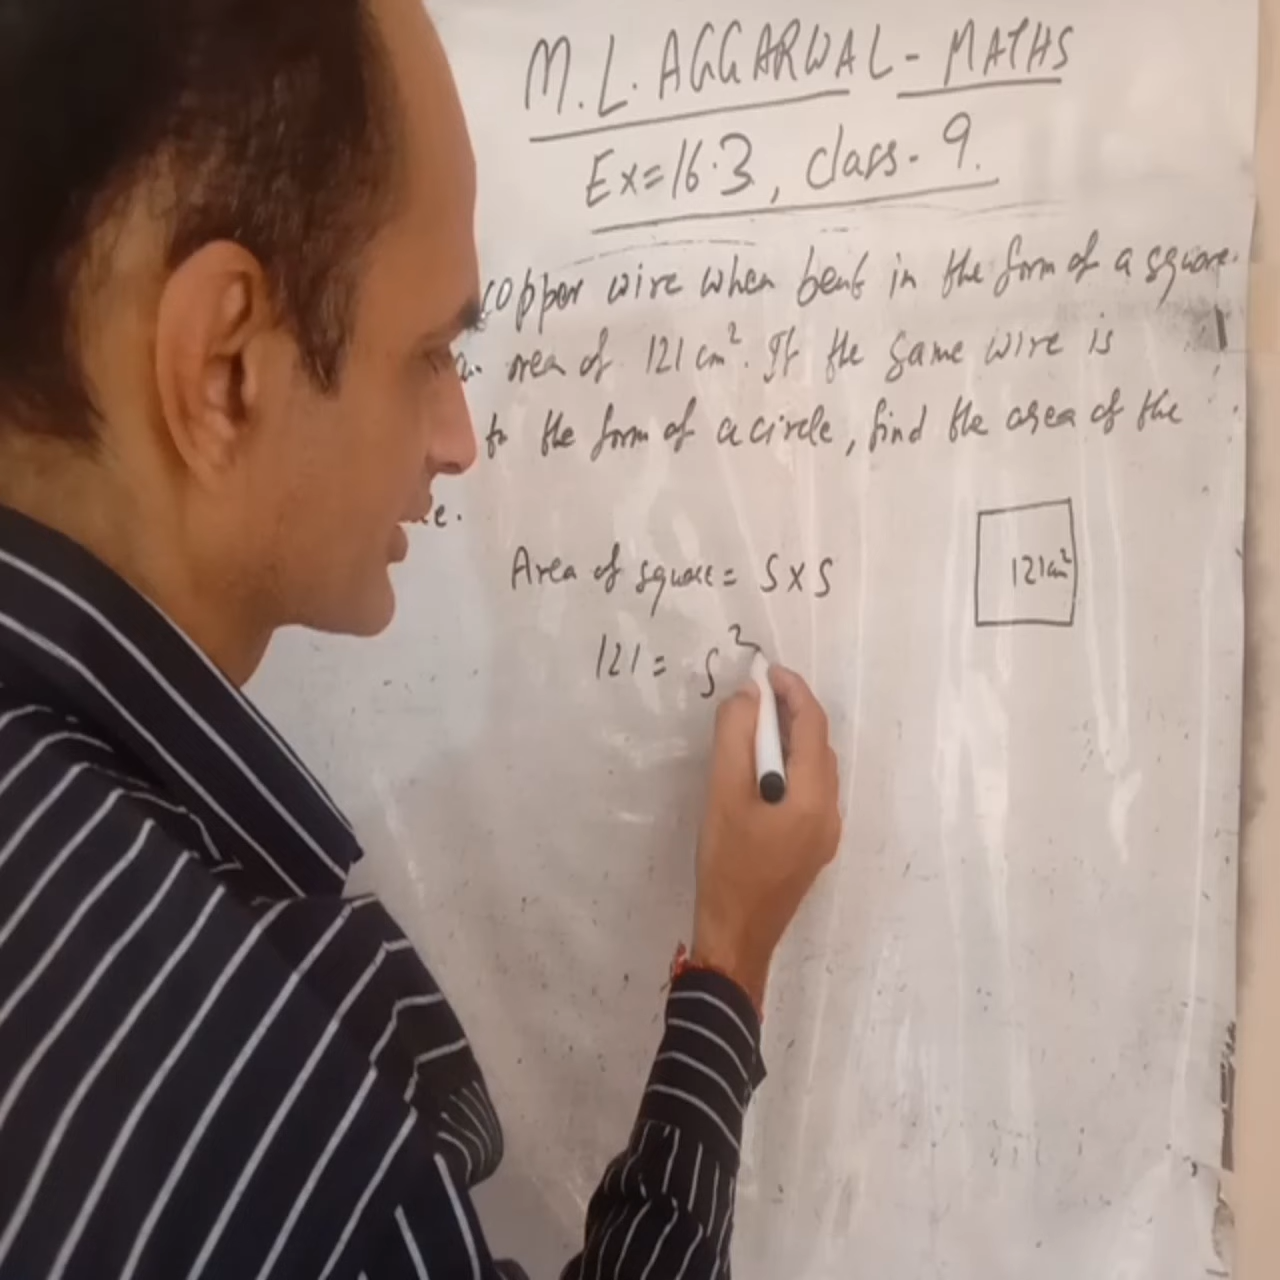 M.L. AGGARWAL - MATHS
Ex=16.3, class-9.
copper wire when bent in the form of a square.
area of 121 cm². If the same wire is
to the form of a circle, find the area of the
Area of square = S×S
121 = S²
121cm²